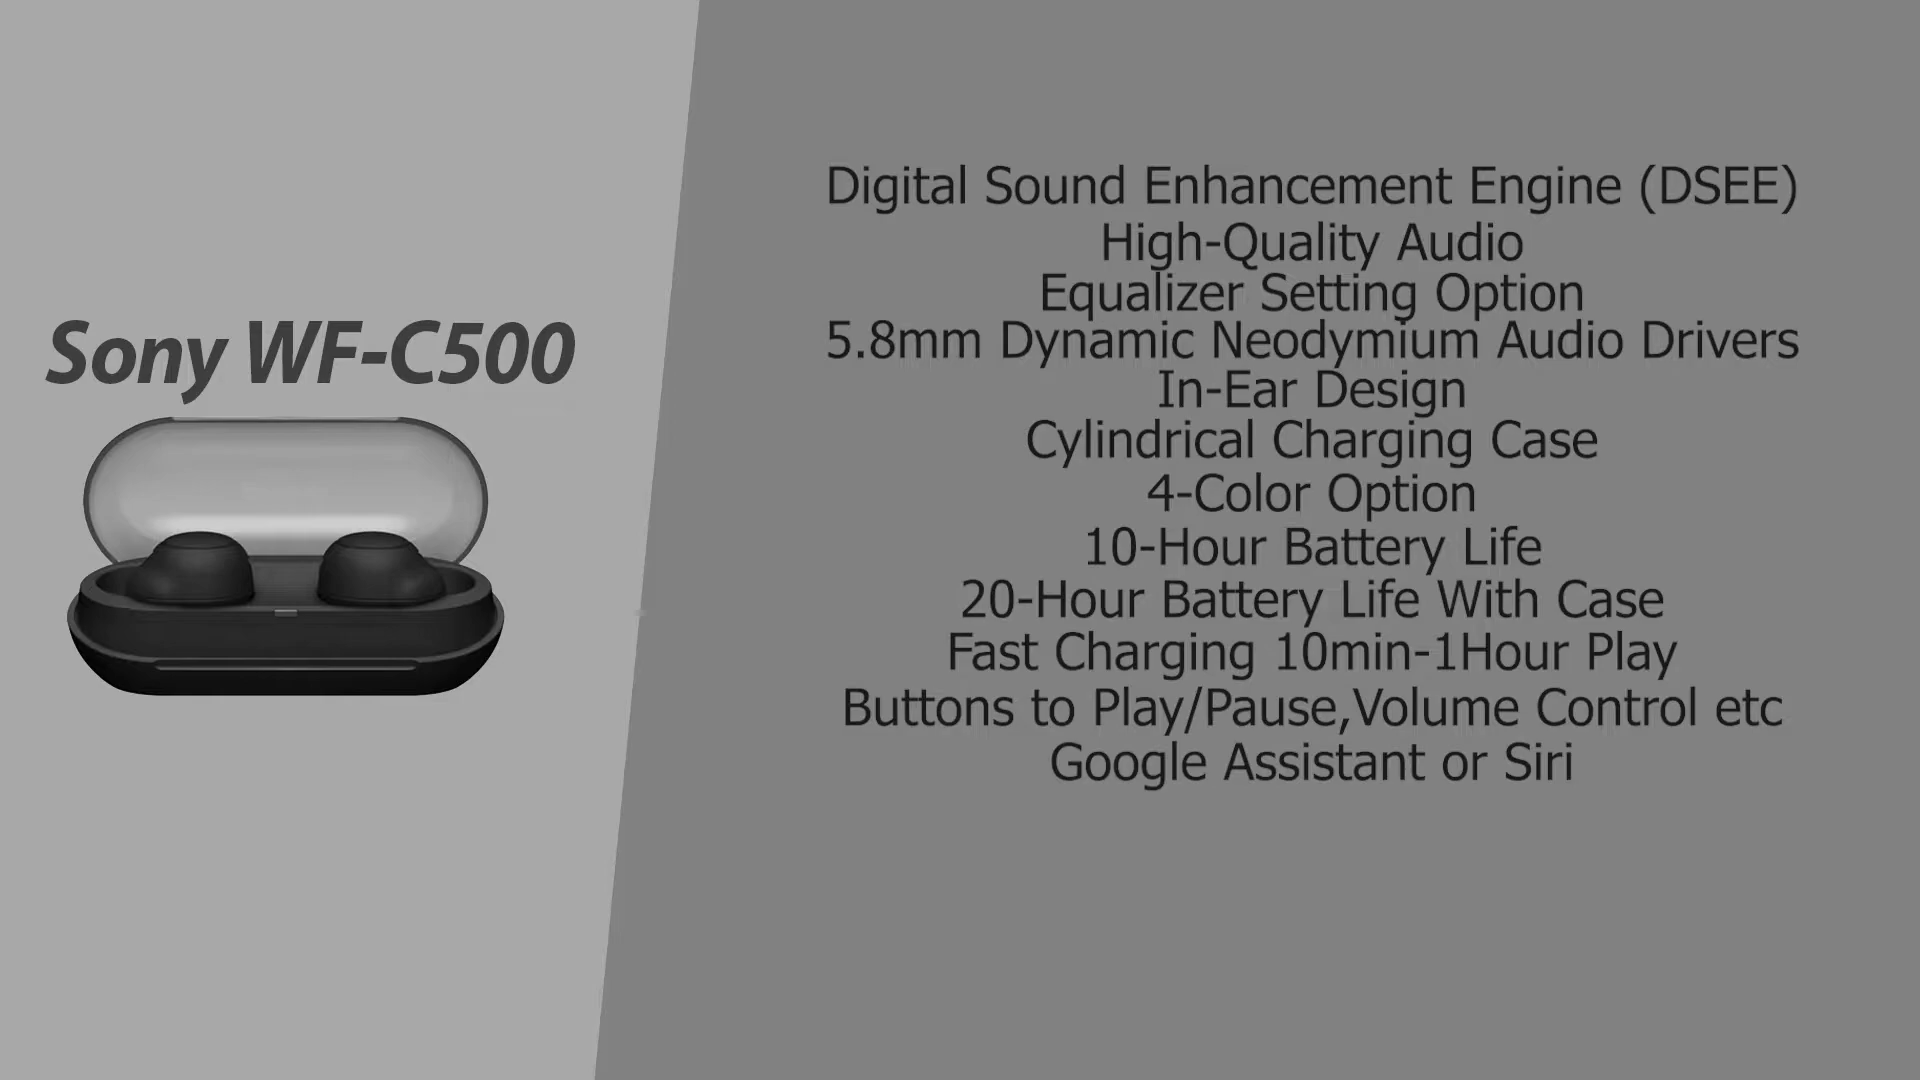 Sony WF-C500
Digital Sound Enhancement Engine (DSEE)
High-Quality Audio
Equalizer Setting Option
5.8mm Dynamic Neodymium Audio Drivers
In-Ear Design
Cylindrical Charging Case
4-Color Option
10-Hour Battery Life
20-Hour Battery Life With Case
Fast Charging 10min-1Hour Play
Buttons to Play/Pause,Volume Control etc
Google Assistant or Siri